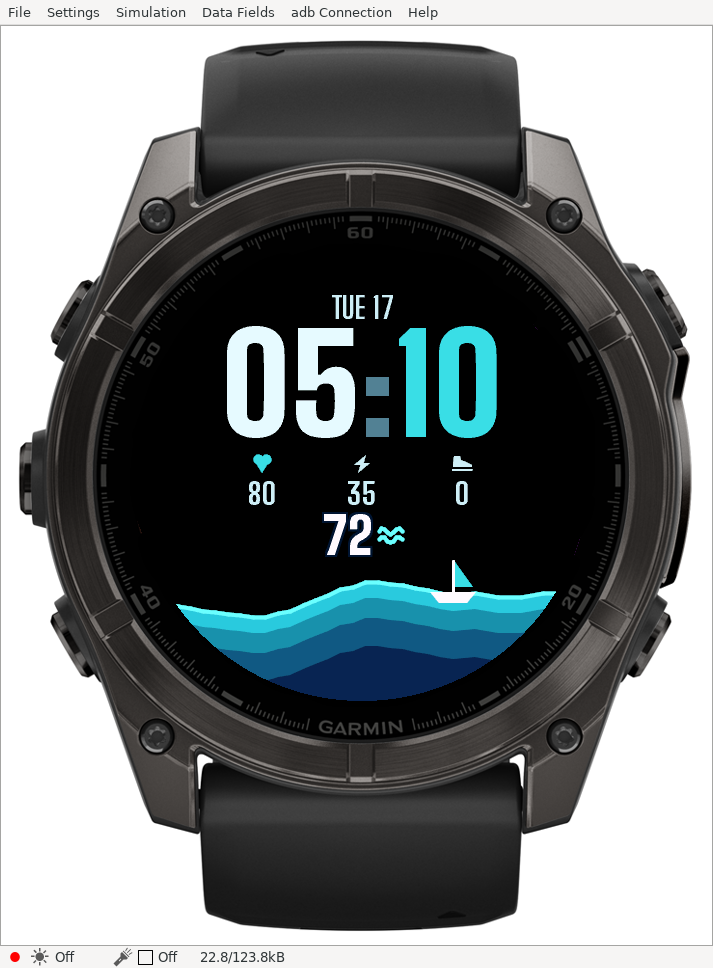 File Settings Simulation Data Fields adb Connection Help
60
50
TUE 17
05:10
80 35 0
72
40
20
GARMIN
Off Off 22.8/123.8kB